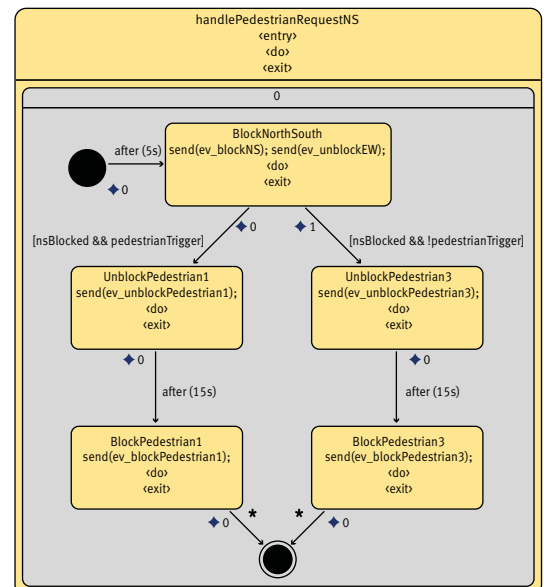 handlePedestrianRequestNS
‹entry›
‹do›
‹exit›
0
after (5s)
0
BlockNorthSouth
send(ev_blockNS); send(ev_unblockEW);
‹do›
‹exit›
0
1
[nsBlocked && pedestrianTrigger]
[nsBlocked && !pedestrianTrigger]
UnblockPedestrian1
send(ev_unblockPedestrian1);
‹do›
‹exit›
UnblockPedestrian3
send(ev_unblockPedestrian3);
‹do›
‹exit›
0
0
after (15s)
after (15s)
BlockPedestrian1
send(ev_blockPedestrian1);
‹do›
‹exit›
BlockPedestrian3
send(ev_blockPedestrian3);
‹do›
‹exit›
0
*
*
0